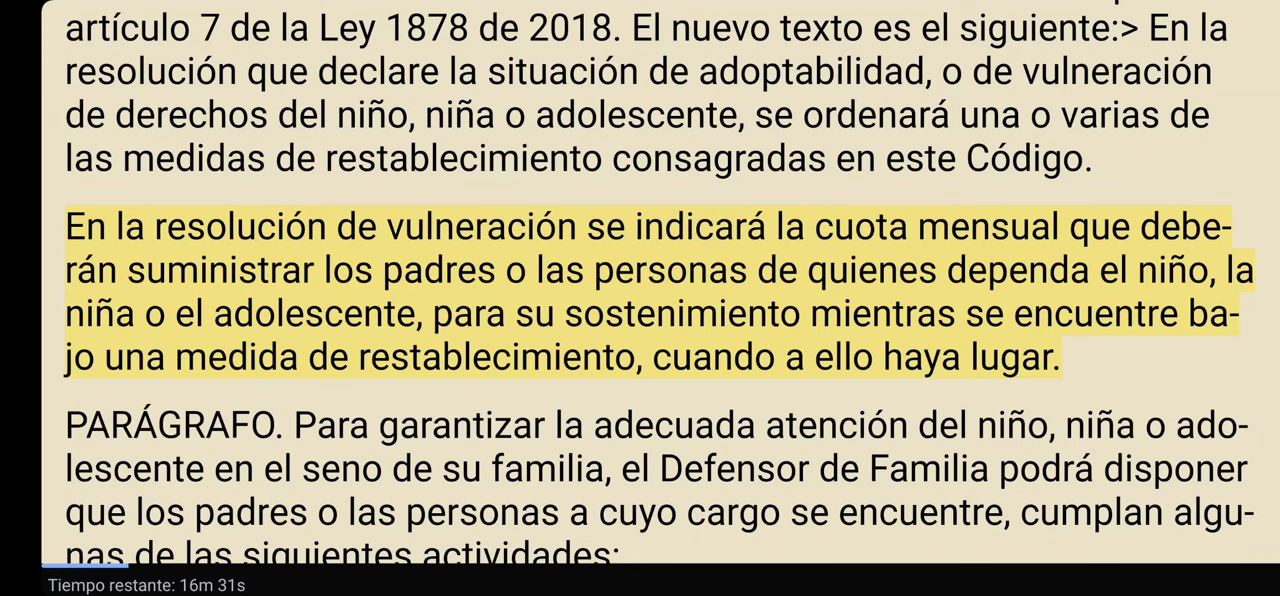 artículo 7 de la Ley 1878 de 2018. El nuevo texto es el siguiente:> En la
resolución que declare la situación de adoptabilidad, o de vulneración
de derechos del niño, niña o adolescente, se ordenará una o varias de
las medidas de restablecimiento consagradas en este Código.
En la resolución de vulneración se indicará la cuota mensual que debe-
rán suministrar los padres o las personas de quienes dependa el niño, la
niña o el adolescente, para su sostenimiento mientras se encuentre ba-
jo una medida de restablecimiento, cuando a ello haya lugar.
PARÁGRAFO. Para garantizar la adecuada atención del niño, niña o ado-
lescente en el seno de su familia, el Defensor de Familia podrá disponer
que los padres o las personas a cuyo cargo se encuentre, cumplan algu-
nas de las siguientes actividades:
Tiempo restante: 16m 31s